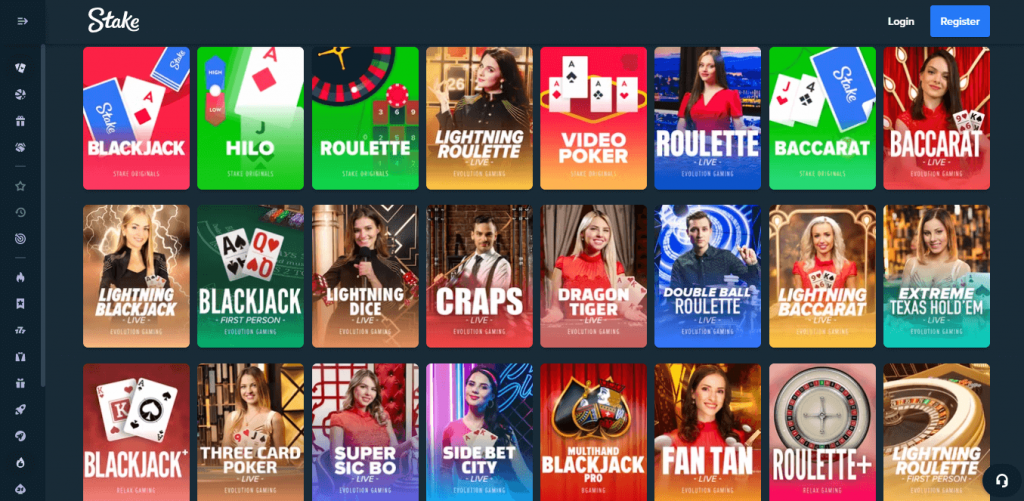 Stake
Login
Register
BLACKJACK
STAKE ORIGINALS
HIGH
LOW
HILO
STAKE ORIGINALS
ROULETTE
STAKE ORIGINALS
LIGHTNING
ROULETTE
- LIVE -
EVOLUTION GAMING
VIDEO
POKER
STAKE ORIGINALS
ROULETTE
- LIVE -
EVOLUTION GAMING
BACCARAT
STAKE ORIGINALS
BACCARAT
- LIVE -
EVOLUTION GAMING
LIGHTNING
BLACKJACK
- LIVE -
EVOLUTION GAMING
BLACKJACK
- FIRST PERSON -
EVOLUTION GAMING
LIGHTNING
DICE
- LIVE -
EVOLUTION GAMING
CRAPS
- LIVE -
EVOLUTION GAMING
DRAGON
TIGER
- LIVE -
EVOLUTION GAMING
DOUBLE BALL
ROULETTE
- LIVE -
EVOLUTION GAMING
LIGHTNING
BACCARAT
- LIVE -
EVOLUTION GAMING
EXTREME
TEXAS HOLD'EM
- LIVE -
EVOLUTION GAMING
BLACKJACK+
RELAX GAMING
THREE CARD
POKER
EVOLUTION GAMING
SUPER
SIC BO
EVOLUTION GAMING
SIDE BET
CITY
EVOLUTION GAMING
MULTIHAND
BLACKJACK
PRO
BGAMING
FAN TAN
EVOLUTION GAMING
ROULETTE+
RELAX GAMING
LIGHTNING
ROULETTE
- FIRST PERSON -
EVOLUTION GAMING